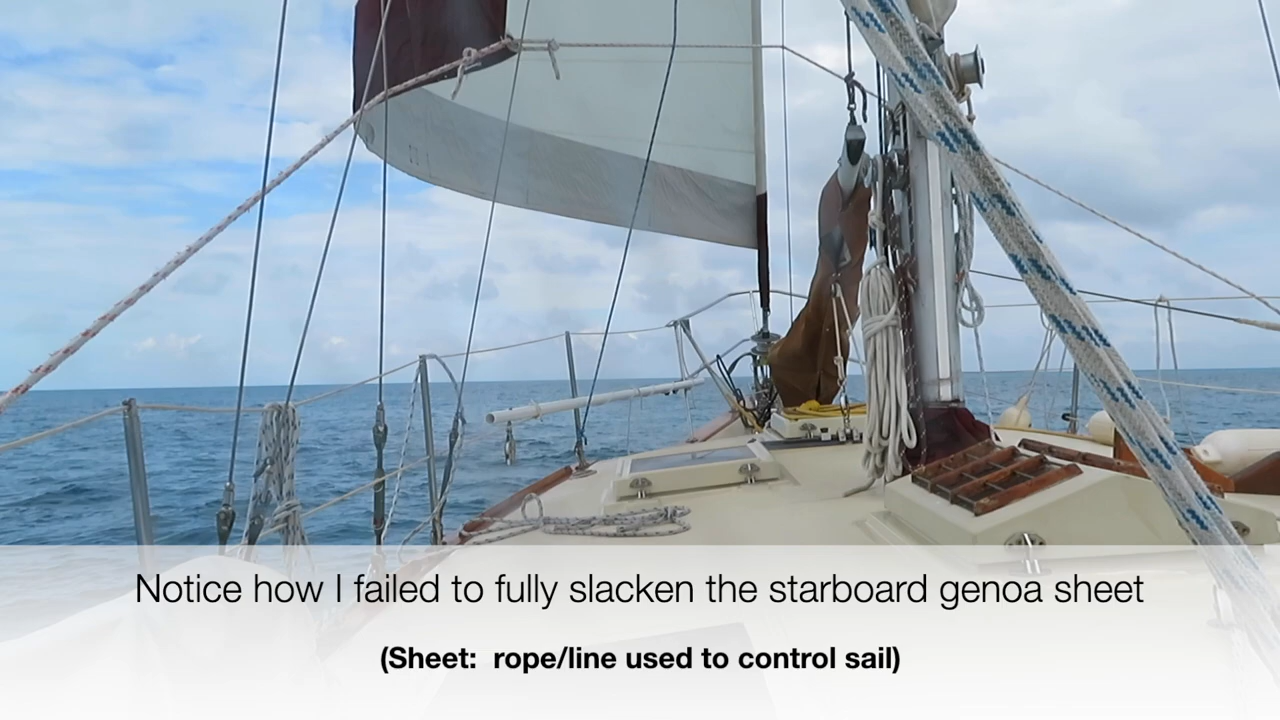 Notice how I failed to fully slacken the starboard genoa sheet
(Sheet:  rope/line used to control sail)